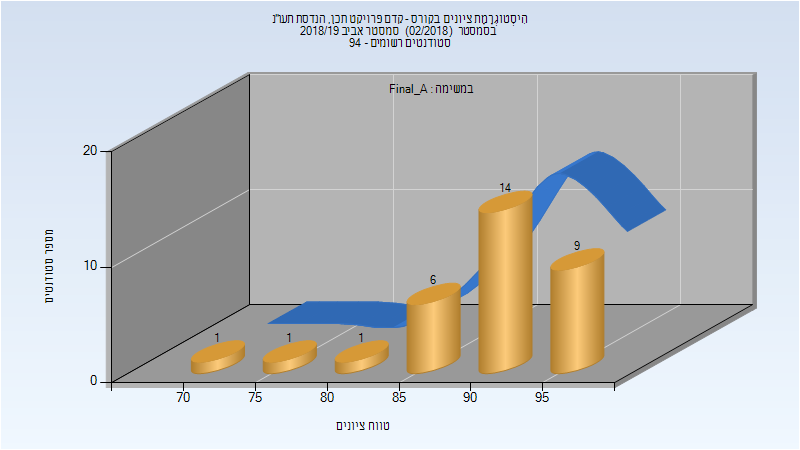 היסטוגרמת ציונים בקורס - קדם פרויקט תכן, הנדסת תעו"נ
בסמסטר (02/2018) סמסטר אביב 2018/19
סטודנטים רשומים - 94
במשימה : Final_A
20
10
0
מספר סטודנטים
1
1
1
6
14
9
70
75
80
85
90
95
טווח ציונים